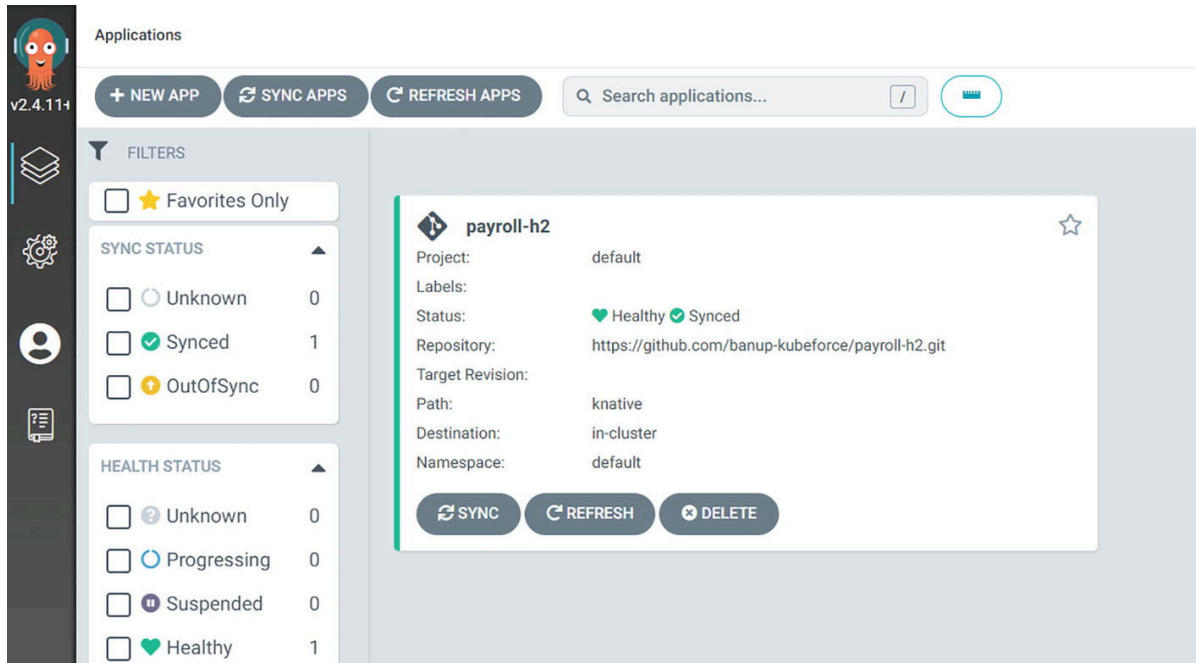 Applications
v2.4.11+
+ NEW APP SYNC APPS REFRESH APPS Search applications... /
FILTERS
Favorites Only
SYNC STATUS
Unknown 0
Synced 1
OutOfSync 0
HEALTH STATUS
Unknown 0
Progressing 0
Suspended 0
Healthy 1
payroll-h2
Project: default
Labels:
Status: Healthy Synced
Repository: https://github.com/banup-kubeforce/payroll-h2.git
Target Revision:
Path: knative
Destination: in-cluster
Namespace: default
SYNC REFRESH DELETE